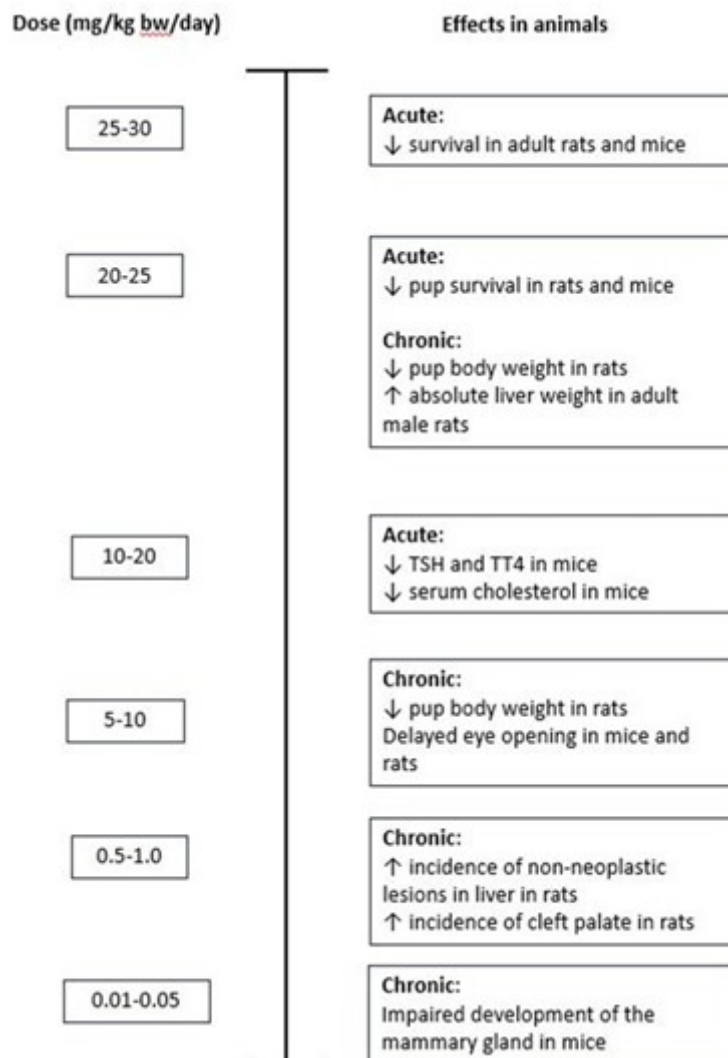 Dose (mg/kg bw/day)
Effects in animals
25-30
Acute:
↓ survival in adult rats and mice
20-25
Acute:
↓ pup survival in rats and mice
Chronic:
↓ pup body weight in rats
↑ absolute liver weight in adult
male rats
10-20
Acute:
↓ TSH and TT4 in mice
↓ serum cholesterol in mice
5-10
Chronic:
↓ pup body weight in rats
Delayed eye opening in mice and
rats
0.5-1.0
Chronic:
↑ incidence of non-neoplastic
lesions in liver in rats
↑ incidence of cleft palate in rats
0.01-0.05
Chronic:
Impaired development of the
mammary gland in mice